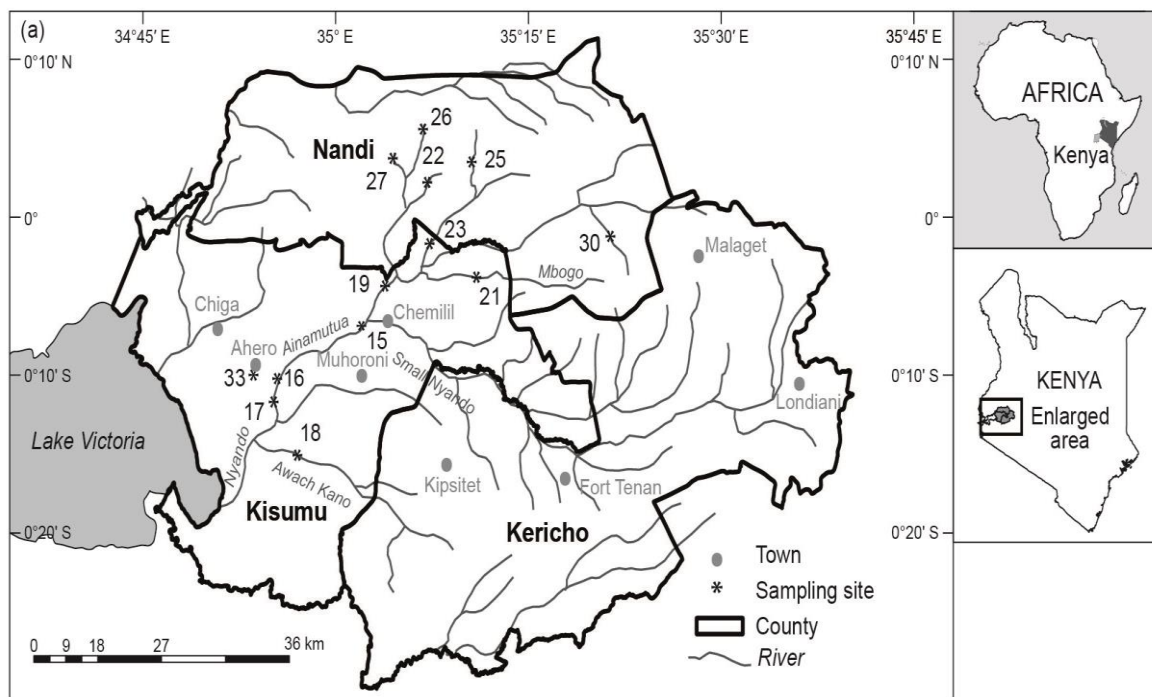 (a)
34°45' E
35° E
35°15' E
35°30' E
35°45' E
0°10' N
0°10' N
AFRICA
Kenya
26
Nandi
22
25
27
0°
0°
23
30
Malaget
Mbogo
19
21
Chiga
Ainamutua
Chemilil
15
KENYA
Enlarged
area
Ahero
Muhoroni
Small Nyando
0°10' S
0°10' S
33
16
Londiani
17
Lake Victoria
Nyando
18
Awach Kano
Kipsitet
Fort Tenan
Kisumu
Kericho
0°20' S
0°20' S
Town
Sampling site
County
River
0 9 18 27 36 km